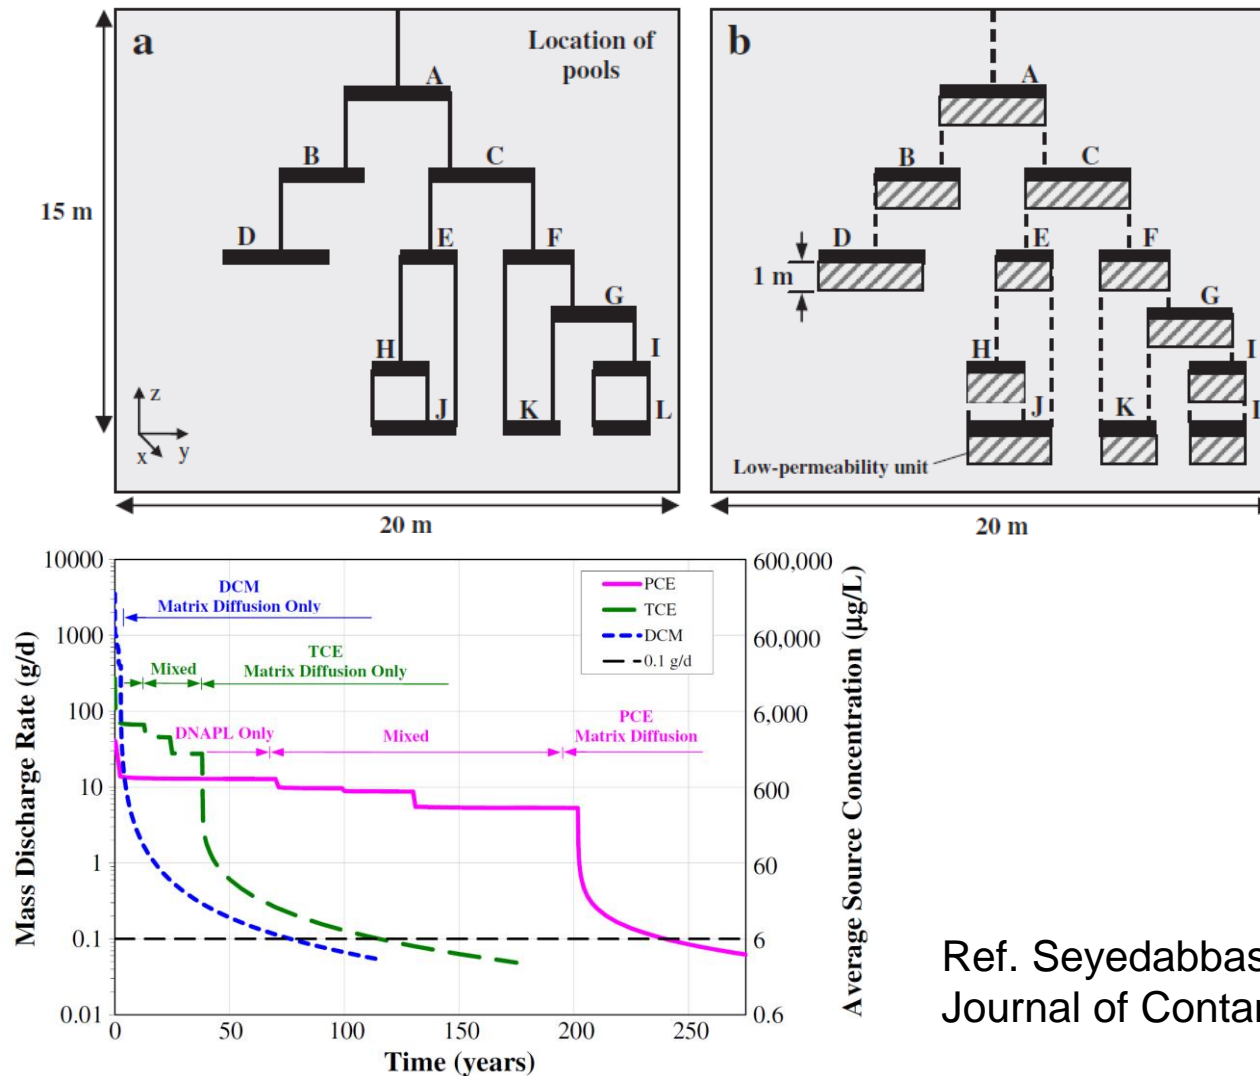 a
Location of
pools
A
B
C
15 m
D
E
F
G
H
I
J
K
L
z
x
y
20 m
b
A
B
C
D
E
F
1 m
G
H
I
J
K
Low-permeability unit
20 m
10000
1000
100
10
1
0.1
0.01
Mass Discharge Rate (g/d)
DCM
Matrix Diffusion Only
Mixed
TCE
Matrix Diffusion Only
DNAPL Only
Mixed
PCE
Matrix Diffusion
PCE
TCE
DCM
0.1 g/d
600,000
60,000
6,000
600
60
6
0.6
Average Source Concentration (µg/L)
0
50
100
150
200
250
Time (years)
Ref. Seyedabbas
Journal of Contar